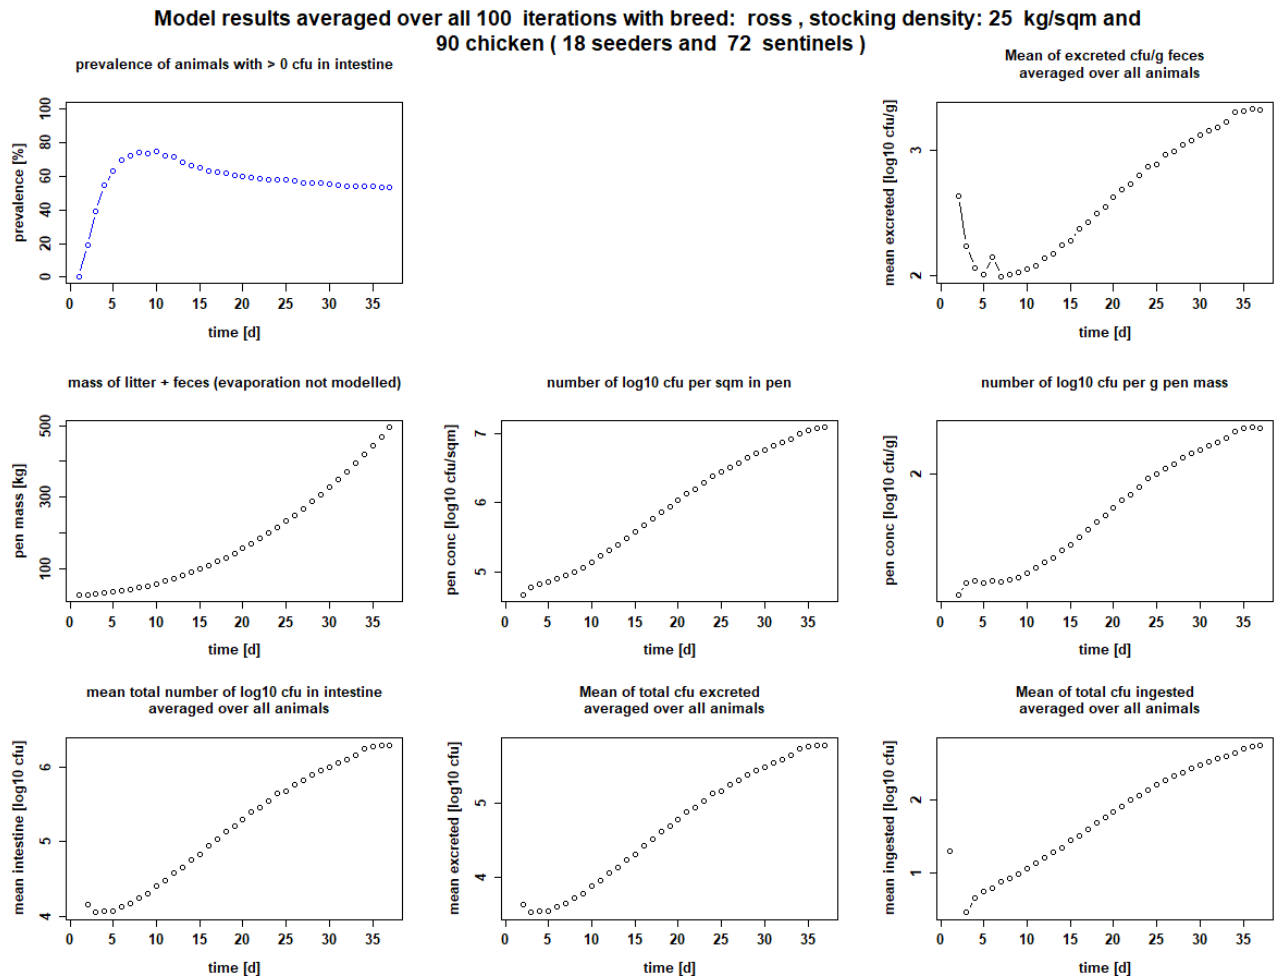 Model results averaged over all 100 iterations with breed: ross , stocking density: 25 kg/sqm and
90 chicken ( 18 seeders and 72 sentinels )
prevalence of animals with > 0 cfu in intestine
prevalence [%]
0 20 40 60 80 100
0 5 10 15 20 25 30 35
time [d]
Mean of excreted cfu/g feces
averaged over all animals
mean excreted [log10 cfu/g]
2 3
0 5 10 15 20 25 30 35
time [d]
mass of litter + feces (evaporation not modelled)
pen mass [kg]
100 300 500
0 5 10 15 20 25 30 35
time [d]
number of log10 cfu per sqm in pen
pen conc [log10 cfu/sqm]
5 6 7
0 5 10 15 20 25 30 35
time [d]
number of log10 cfu per g pen mass
pen conc [log10 cfu/g]
2
0 5 10 15 20 25 30 35
time [d]
mean total number of log10 cfu in intestine
averaged over all animals
mean intestine [log10 cfu]
4 5 6
0 5 10 15 20 25 30 35
time [d]
Mean of total cfu excreted
averaged over all animals
mean excreted [log10 cfu]
4 5
0 5 10 15 20 25 30 35
time [d]
Mean of total cfu ingested
averaged over all animals
mean ingested [log10 cfu]
1 2
0 5 10 15 20 25 30 35
time [d]